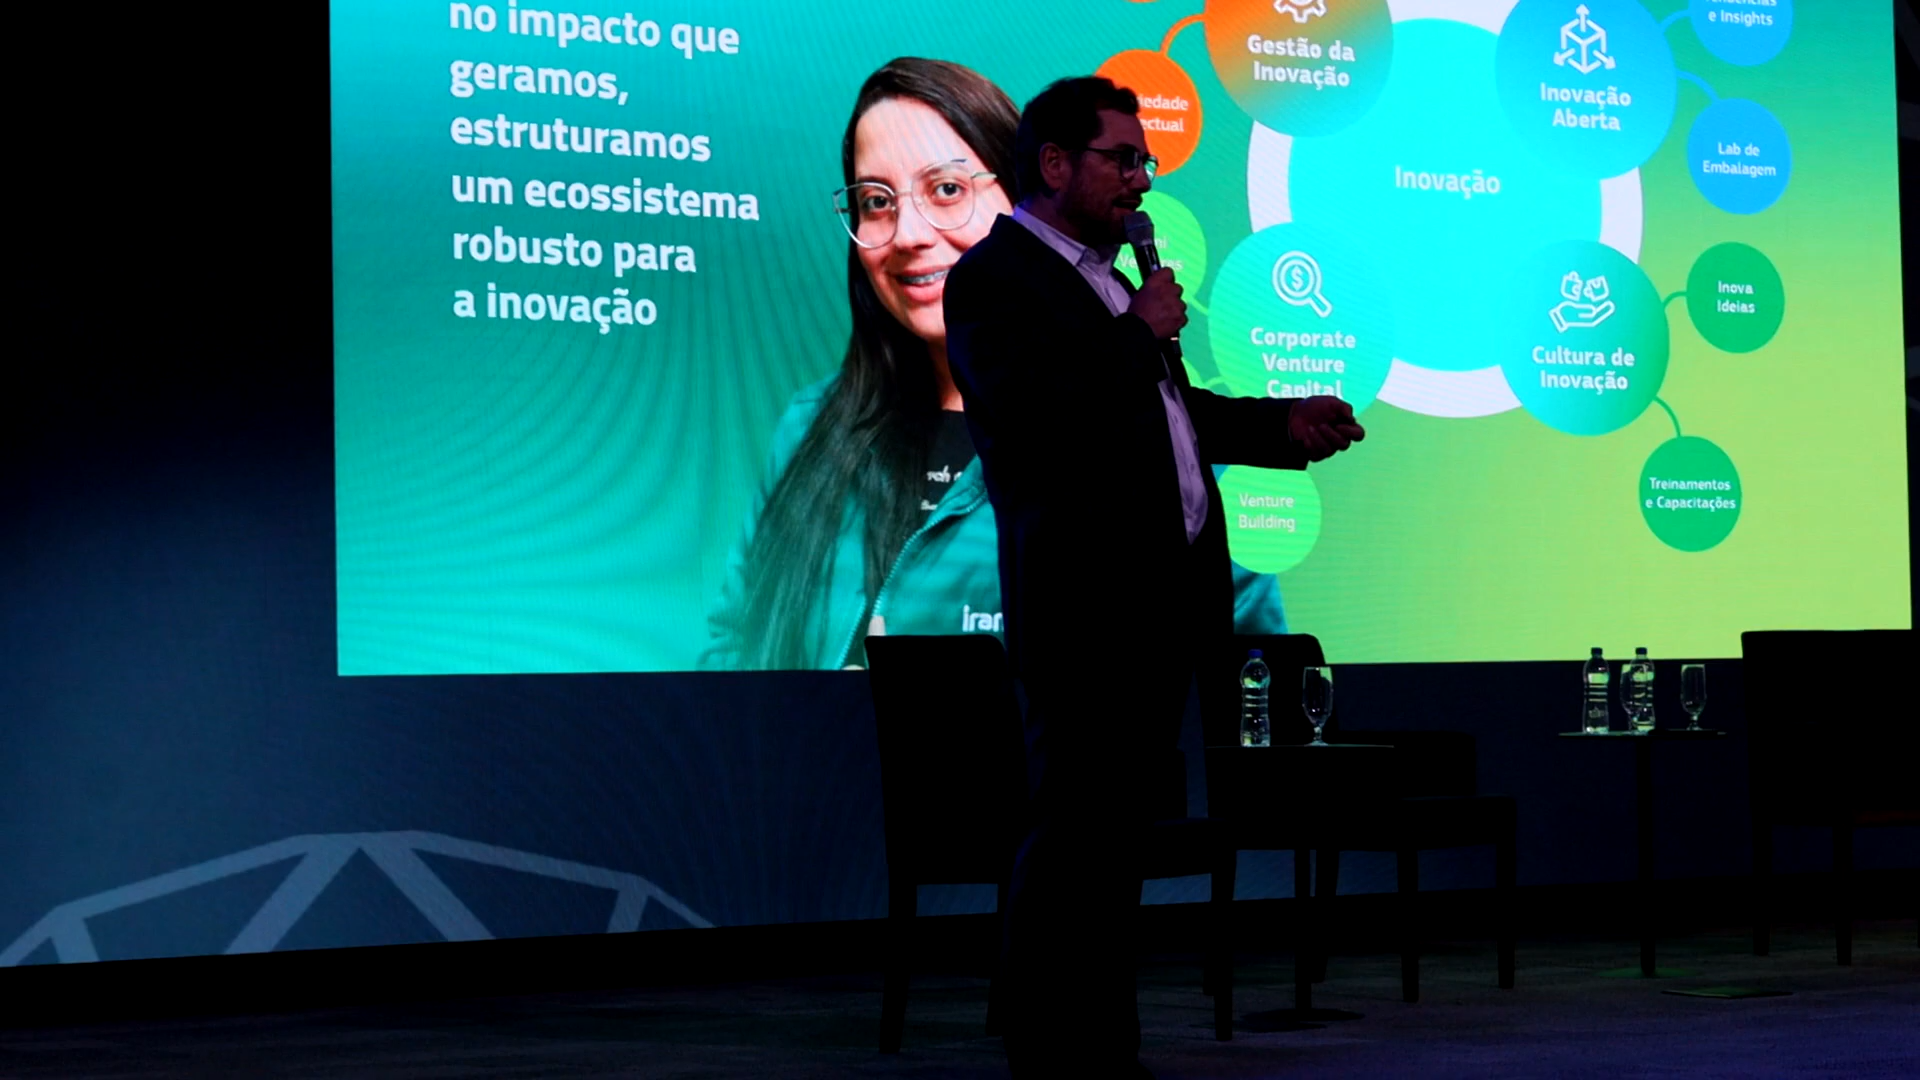 no impacto que
geramos,
estruturamos
um ecossistema
robusto para
a inovação
Gestão da
Inovação
Inovação
Aberta
e Insights
Lab de
Embalagem
Inovação
Corporate
Venture
Capital
Cultura de
Inovação
Inova
Ideias
Treinamentos
e Capacitações
Venture
Building